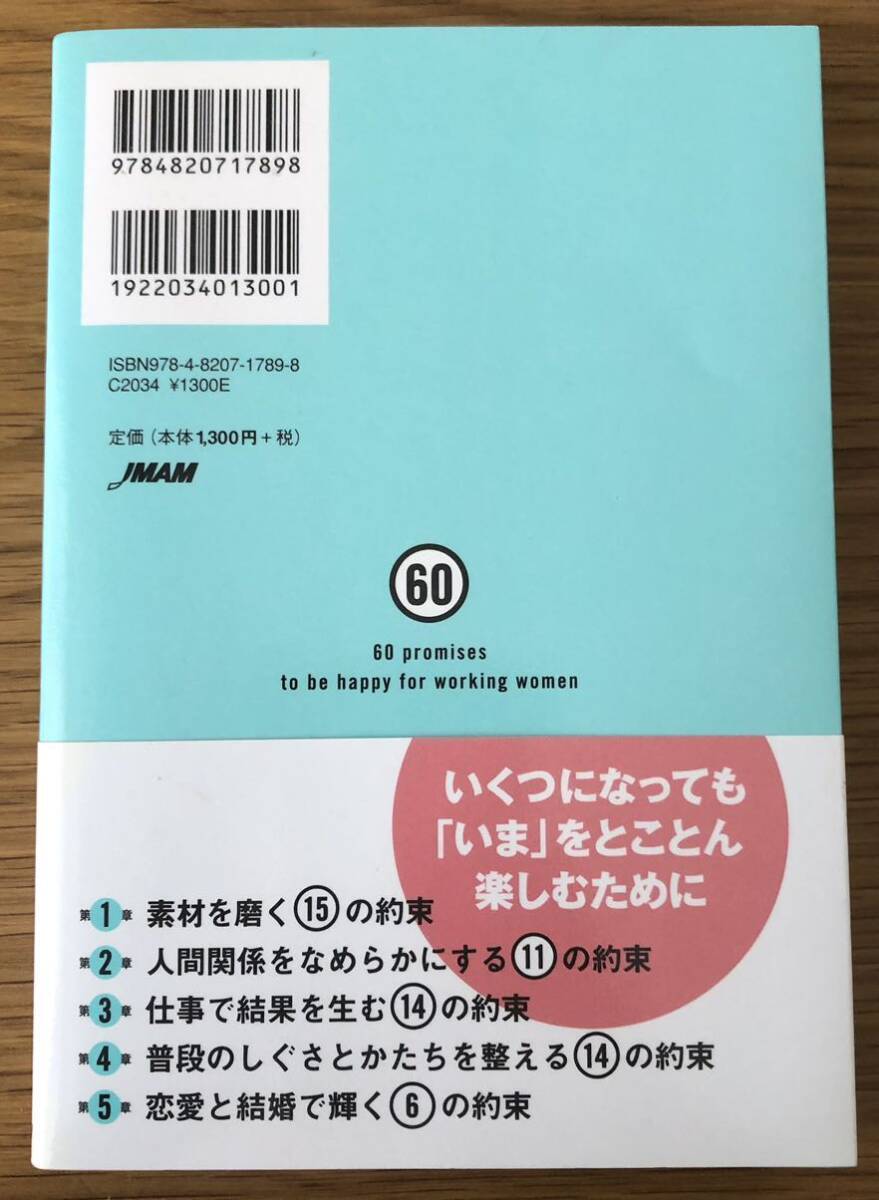 9784820717898
1922034013001
ISBN978-4-8207-1789-8
C2034 ¥1300E
定価（本体1,300円+税）
JMAM
60
60 promises
to be happy for working women
いくつになっても
「いま」をとことん
楽しむために
第1章 素材を磨く⑮の約束
第2章 人間関係をなめらかにする⑪の約束
第3章 仕事で結果を生む⑭の約束
第4章 普段のしぐさとかたちを整える⑭の約束
第5章 恋愛と結婚で輝く⑥の約束